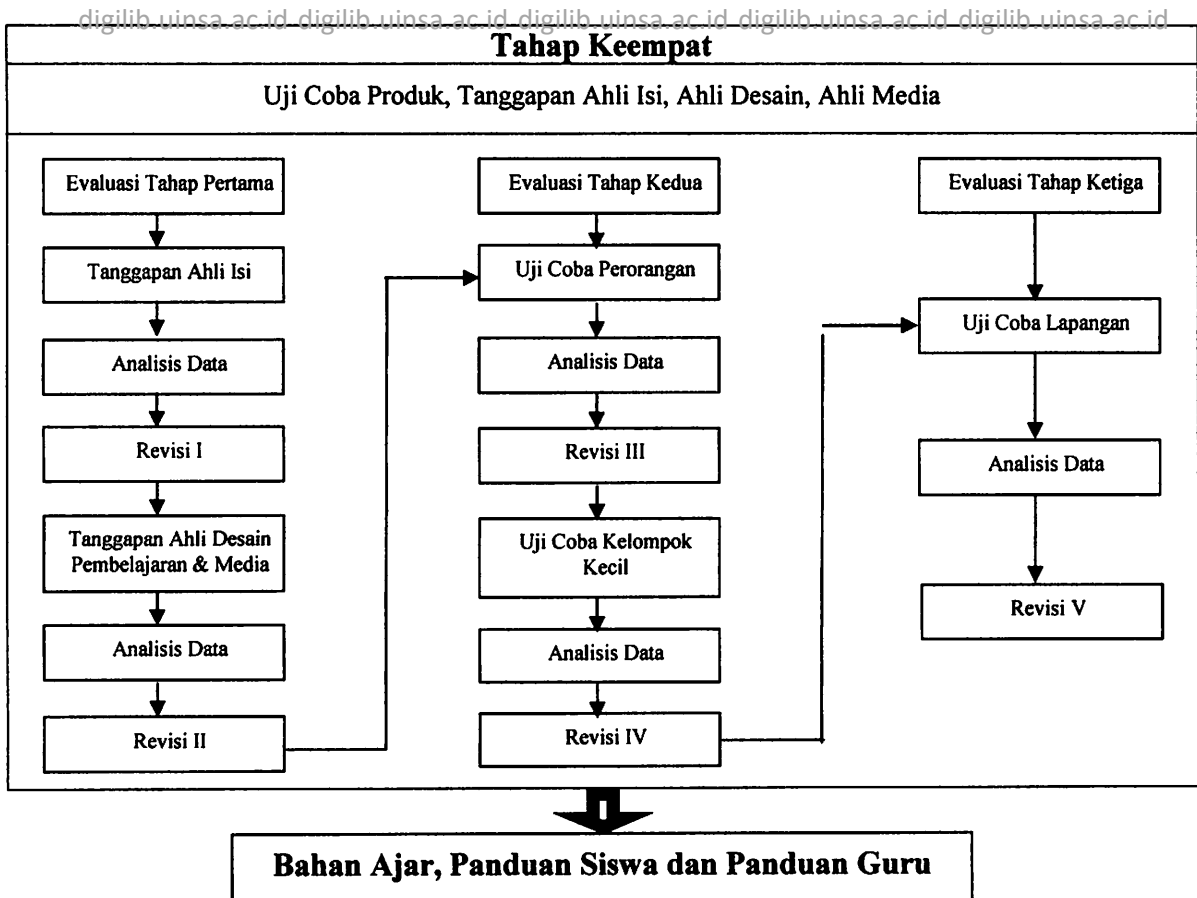 digilib.uinsa.ac.id digilib.uinsa.ac.id digilib.uinsa.ac.id digilib.uinsa.ac.id digilib.uinsa.ac.id
Tahap Keempat
Uji Coba Produk, Tanggapan Ahli Isi, Ahli Desain, Ahli Media
Evaluasi Tahap Pertama
Tanggapan Ahli Isi
Analisis Data
Revisi I
Tanggapan Ahli Desain
Pembelajaran & Media
Analisis Data
Revisi II
Evaluasi Tahap Kedua
Uji Coba Perorangan
Analisis Data
Revisi III
Uji Coba Kelompok
Kecil
Analisis Data
Revisi IV
Evaluasi Tahap Ketiga
Uji Coba Lapangan
Analisis Data
Revisi V
Bahan Ajar, Panduan Siswa dan Panduan Guru